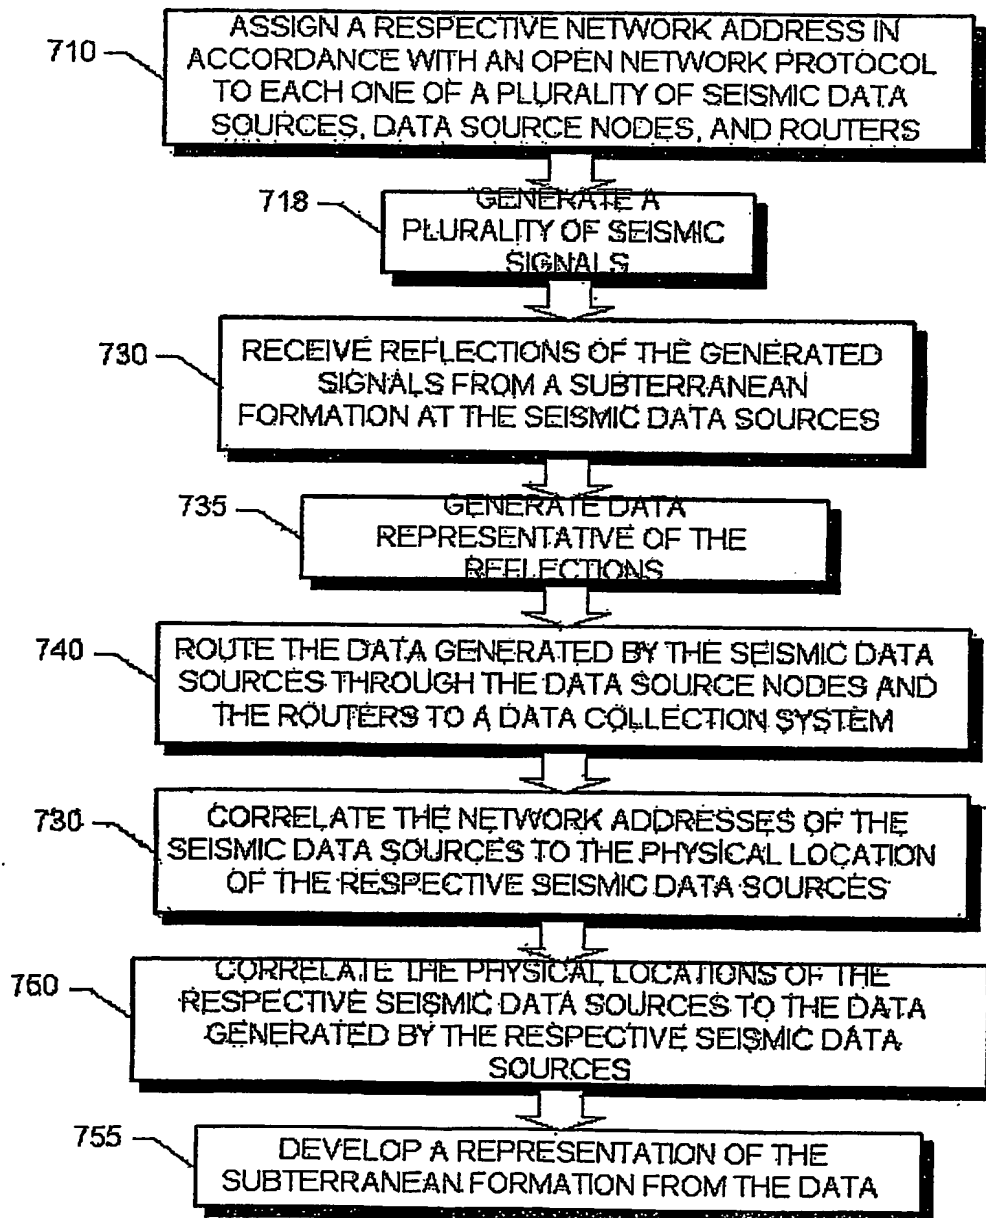 710
ASSIGN A RESPECTIVE NETWORK ADDRESS IN
ACCORDANCE WITH AN OPEN NETWORK PROTOCOL
TO EACH ONE OF A PLURALITY OF SEISMIC DATA
SOURCES, DATA SOURCE NODES, AND ROUTERS
718
GENERATE A
PLURALITY OF SEISMIC
SIGNALS
730
RECEIVE REFLECTIONS OF THE GENERATED
SIGNALS FROM A SUBTERRANEAN
FORMATION AT THE SEISMIC DATA SOURCES
735
GENERATE DATA
REPRESENTATIVE OF THE
REFLECTIONS
740
ROUTE THE DATA GENERATED BY THE SEISMIC DATA
SOURCES THROUGH THE DATA SOURCE NODES AND
THE ROUTERS TO A DATA COLLECTION SYSTEM
730
CORRELATE THE NETWORK ADDRESSES OF THE
SEISMIC DATA SOURCES TO THE PHYSICAL LOCATION
OF THE RESPECTIVE SEISMIC DATA SOURCES
750
CORRELATE THE PHYSICAL LOCATIONS OF THE
RESPECTIVE SEISMIC DATA SOURCES TO THE DATA
GENERATED BY THE RESPECTIVE SEISMIC DATA
SOURCES
755
DEVELOP A REPRESENTATION OF THE
SUBTERRANEAN FORMATION FROM THE DATA